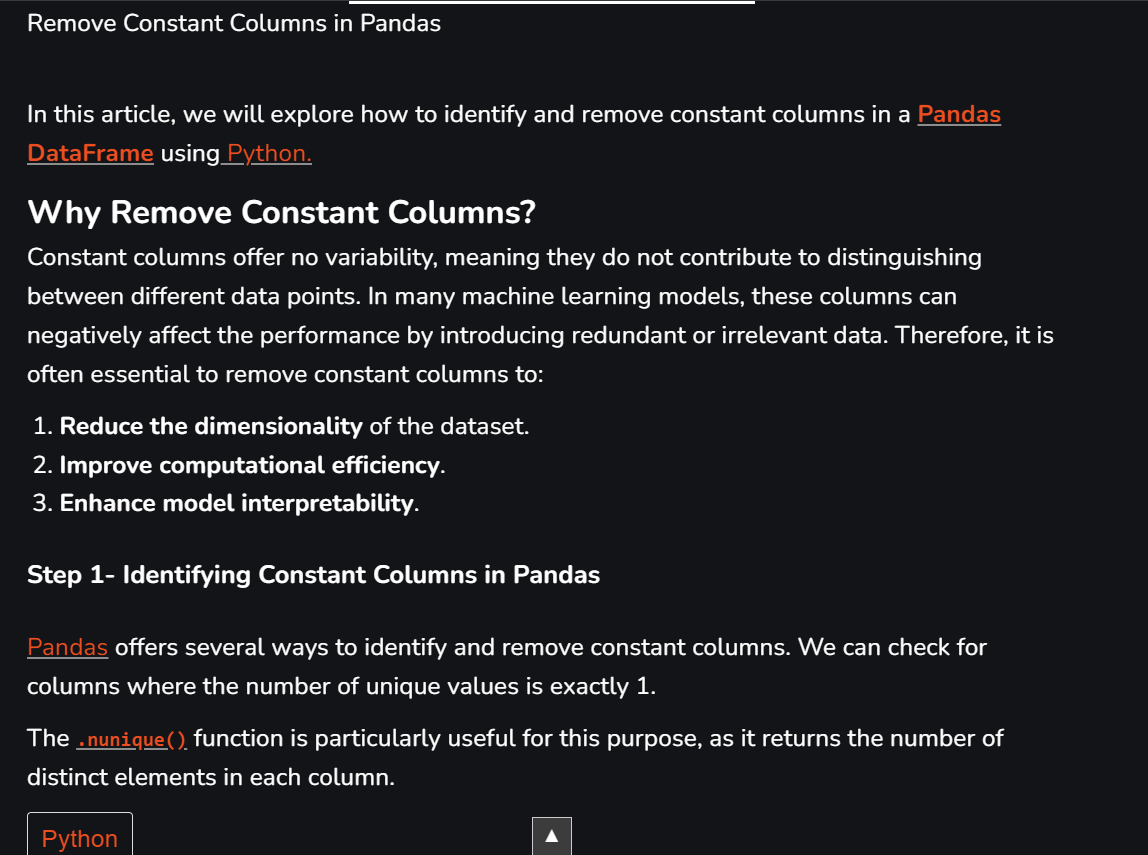 Remove Constant Columns in Pandas
In this article, we will explore how to identify and remove constant columns in a Pandas
DataFrame using Python.
Why Remove Constant Columns?
Constant columns offer no variability, meaning they do not contribute to distinguishing
between different data points. In many machine learning models, these columns can
negatively affect the performance by introducing redundant or irrelevant data. Therefore, it is
often essential to remove constant columns to:
1. Reduce the dimensionality of the dataset.
2. Improve computational efficiency.
3. Enhance model interpretability.
Step 1- Identifying Constant Columns in Pandas
Pandas offers several ways to identify and remove constant columns. We can check for
columns where the number of unique values is exactly 1.
The .nunique() function is particularly useful for this purpose, as it returns the number of
distinct elements in each column.
Python